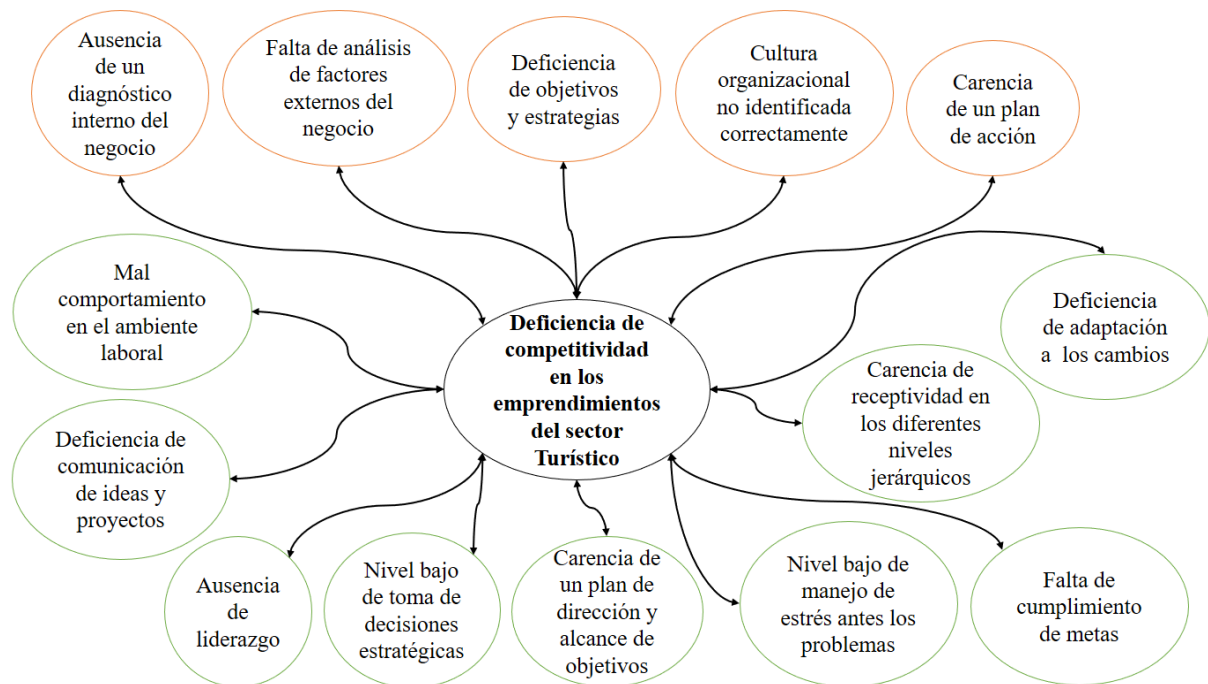 Ausencia
de un
diagnóstico
interno del
negocio
Falta de análisis
de factores
externos del
negocio
Deficiencia
de objetivos
y estrategias
Cultura
organizacional
no identificada
correctamente
Carencia
de un plan
de acción
Mal
comportamiento
en el ambiente
laboral
Deficiencia de
competitividad
en los
emprendimientos
del sector
Turístico
Deficiencia
de adaptación
a los cambios
Carencia de
receptividad en
los diferentes
niveles
jerárquicos
Deficiencia de
comunicación
de ideas y
proyectos
Ausencia
de
liderazgo
Nivel bajo
de toma de
decisiones
estratégicas
Carencia de
un plan de
dirección y
alcance de
objetivos
Nivel bajo de
manejo de
estrés antes los
problemas
Falta de
cumplimiento
de metas